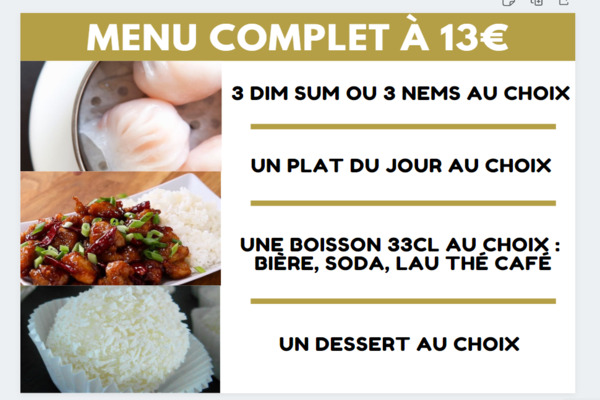 MENU COMPLET À 13€
3 DIM SUM OU 3 NEMS AU CHOIX
UN PLAT DU JOUR AU CHOIX
UNE BOISSON 33CL AU CHOIX :
BIÈRE, SODA, LAU THÉ CAFÉ
UN DESSERT AU CHOIX